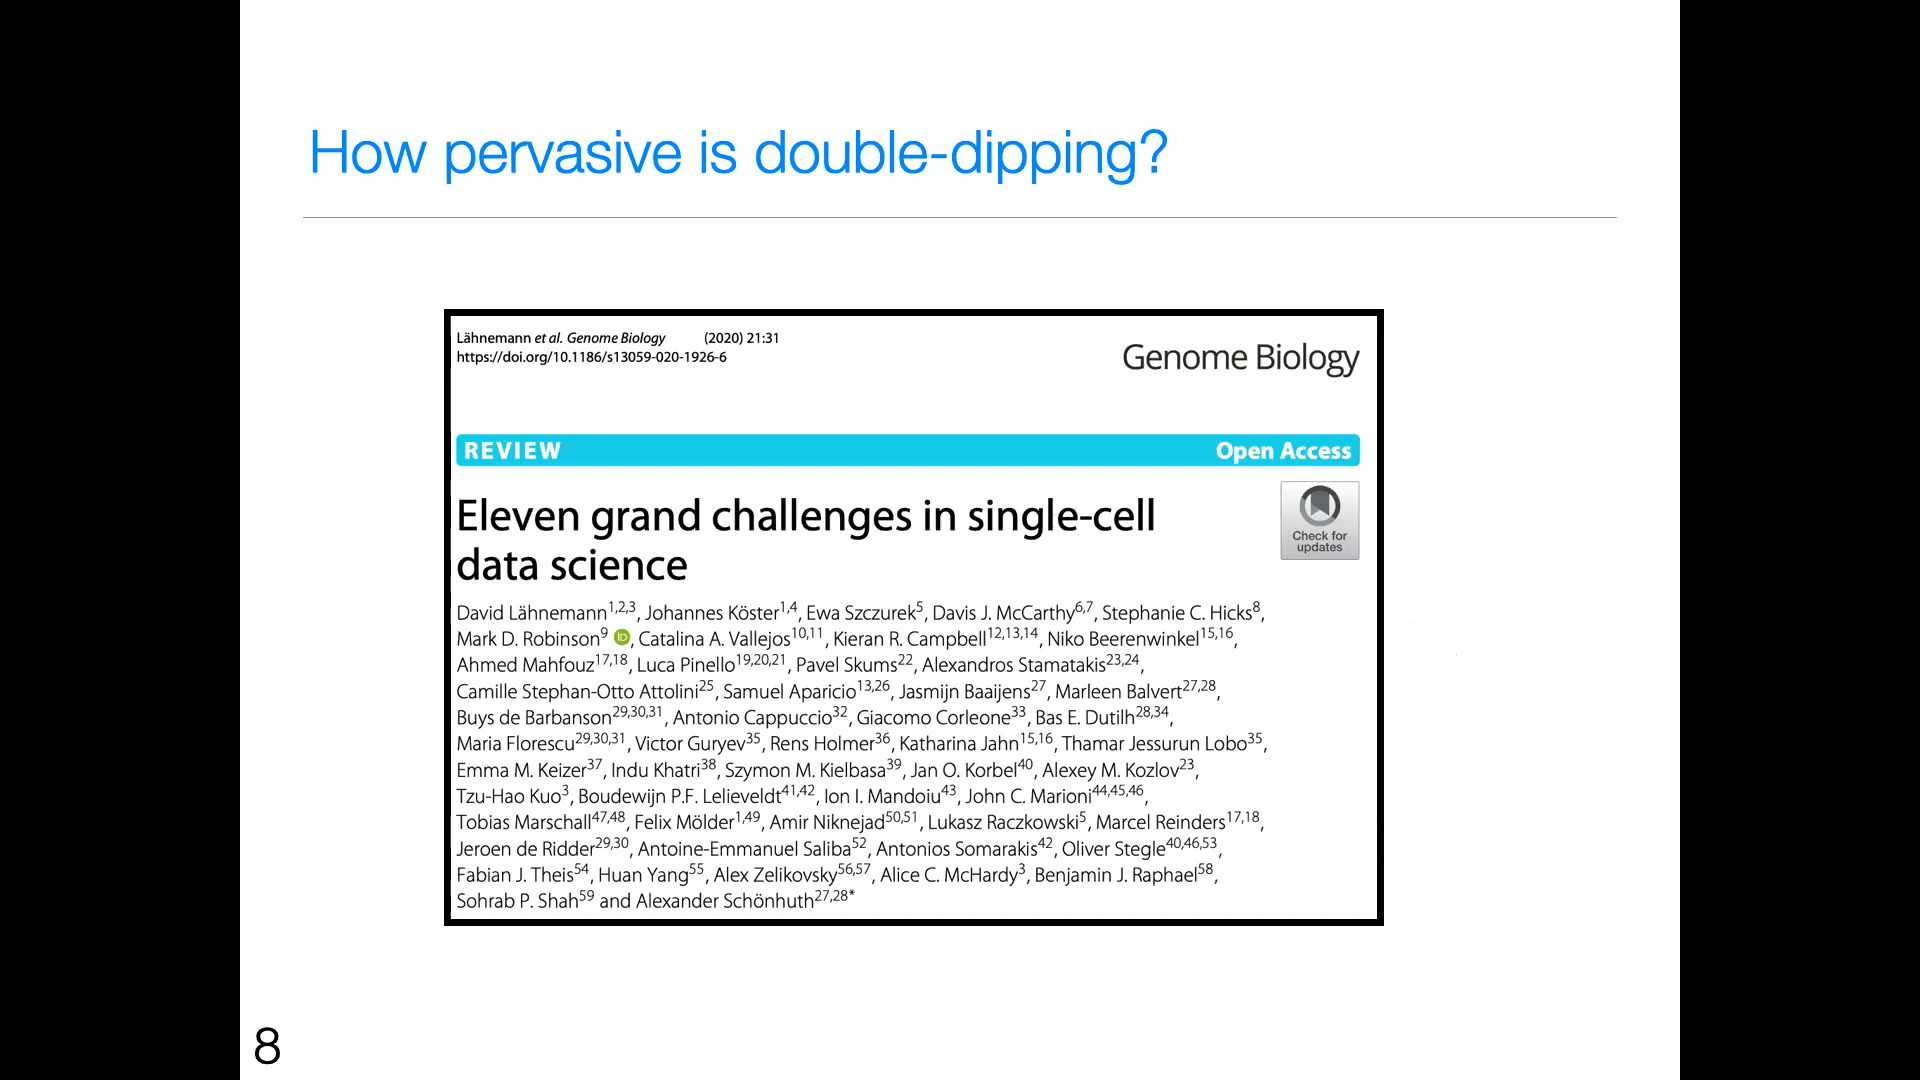 How pervasive is double-dipping?
Lähnemann et al. Genome Biology (2020) 21:31
https://doi.org/10.1186/s13059-020-1926-6
Genome Biology
REVIEW Open Access
Eleven grand challenges in single-cell
data science
Check for
updates
David Lähnemann1,2,3, Johannes Köster1,4, Ewa Szczurek5, Davis J. McCarthy6,7, Stephanie C. Hicks8,
Mark D. Robinson9 iD, Catalina A. Vallejos10,11, Kieran R. Campbell12,13,14, Niko Beerenwinkel15,16,
Ahmed Mahfouz17,18, Luca Pinello19,20,21, Pavel Skums22, Alexandros Stamatakis23,24,
Camille Stephan-Otto Attolini25, Samuel Aparicio13,26, Jasmijn Baaijens27, Marleen Balvert27,28,
Buys de Barbanson29,30,31, Antonio Cappuccio32, Giacomo Corleone33, Bas E. Dutilh28,34,
Maria Florescu29,30,31, Victor Guryev35, Rens Holmer36, Katharina Jahn15,16, Thamar Jessurun Lobo35,
Emma M. Keizer37, Indu Khatri38, Szymon M. Kielbasa39, Jan O. Korbel40, Alexey M. Kozlov23,
Tzu-Hao Kuo3, Boudewijn P.F. Lelieveldt41,42, Ion I. Mandoiu43, John C. Marioni44,45,46,
Tobias Marschall47,48, Felix Mölder1,49, Amir Niknejad50,51, Lukasz Raczkowski5, Marcel Reinders17,18,
Jeroen de Ridder29,30, Antoine-Emmanuel Saliba52, Antonios Somarakis42, Oliver Stegle40,46,53,
Fabian J. Theis54, Huan Yang55, Alex Zelikovsky56,57, Alice C. McHardy3, Benjamin J. Raphael58,
Sohrab P. Shah59 and Alexander Schönhuth27,28*
8